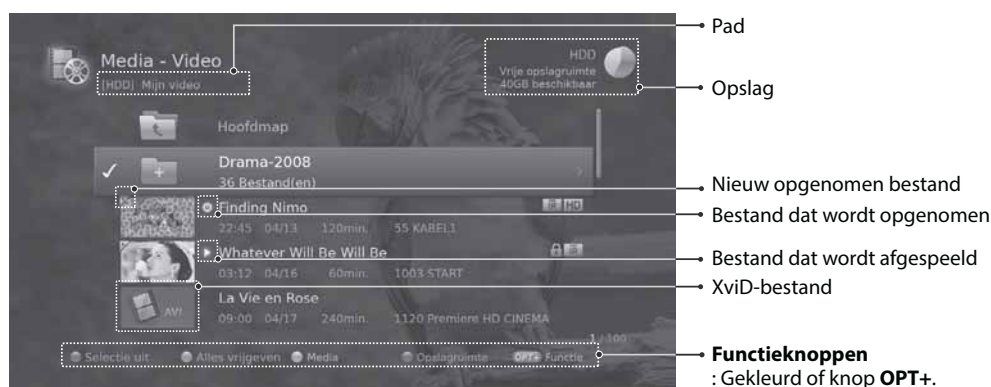 Media - Video
[HDD] Mijn video
HDD
Vrije opslagruimte
40GB beschikbaar
Hoofdmap
Drama-2008
36 Bestand(en)
Finding Nimo
HD
22:45 04/13 120min. 55 KABEL1
Whatever Will Be Will Be
03:12 04/16 60min. 1003 START
AVI
La Vie en Rose
09:00 04/17 240min. 1120 Premiere HD CINEMA
1 / 100
Selectie uit Alles vrijgeven Media Opslagruimte OPT+ Functie
Pad
Opslag
Nieuw opgenomen bestand
Bestand dat wordt opgenomen
Bestand dat wordt afgespeeld
XviD-bestand
Functieknoppen
: Gekleurd of knop OPT+.